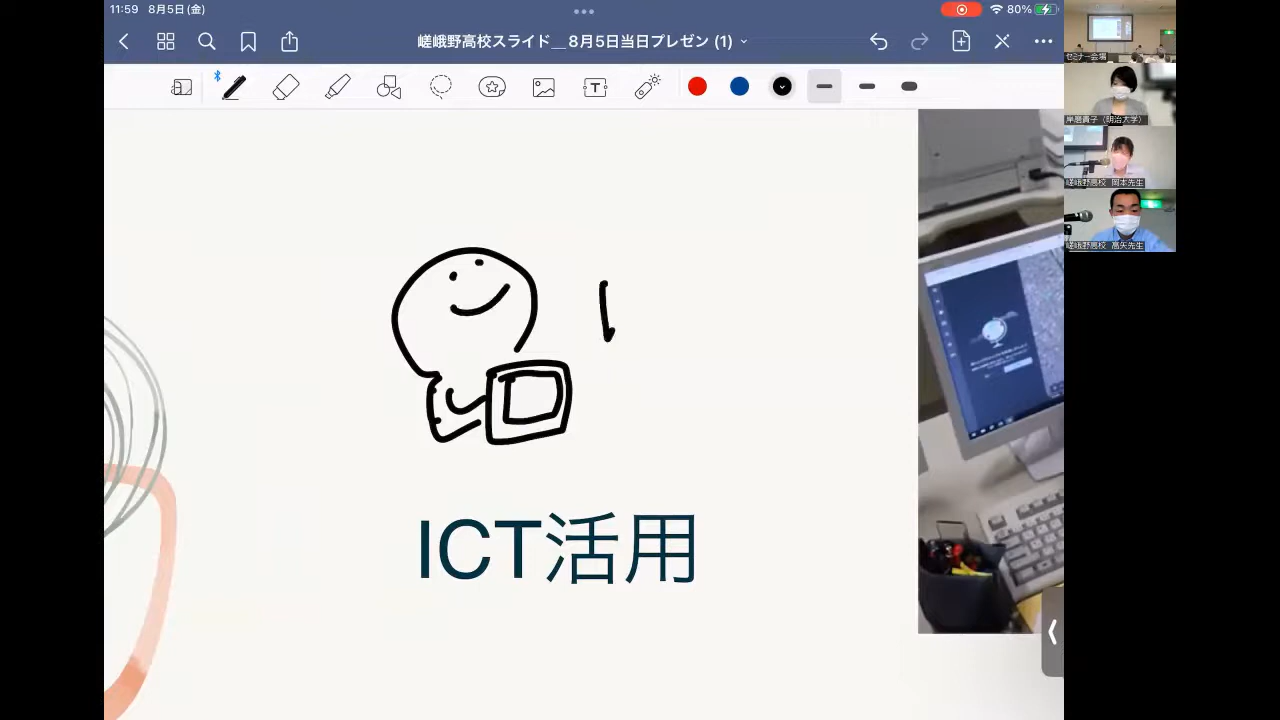 11:59 8月5日(金)
80%
嵯峨野高校スライド__8月5日当日プレゼン (1)
T
ICT活用
セミナー会場
岸磨貴子（明治大学）
嵯峨野高校 岡本先生
嵯峨野高校 高矢先生